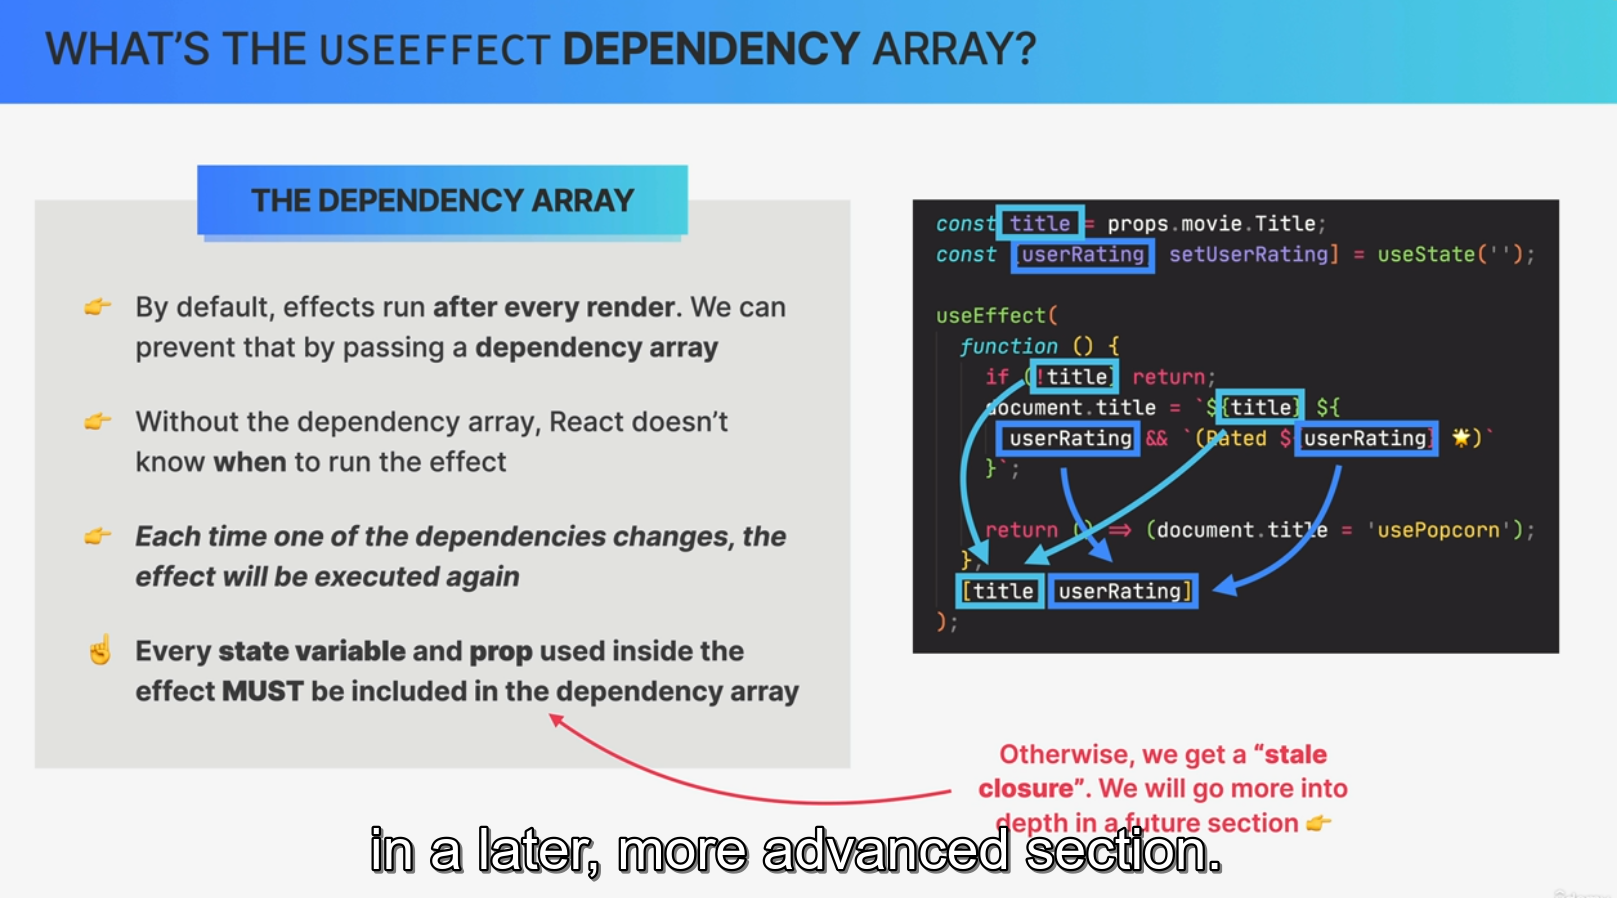 WHAT'S THE USEEFFECT DEPENDENCY ARRAY?
THE DEPENDENCY ARRAY
👉 By default, effects run after every render. We can
prevent that by passing a dependency array
👉 Without the dependency array, React doesn't
know when to run the effect
👉 Each time one of the dependencies changes, the
effect will be executed again
☝️ Every state variable and prop used inside the
effect MUST be included in the dependency array
const title = props.movie.Title;
const [userRating setUserRating] = useState('');
useEffect(
function () {
if (!title) return;
document.title = `${title} ${
userRating && `(Rated ${userRating} 🌟)`
}`;
return () => (document.title = 'usePopcorn');
},
[title userRating]
);
Otherwise, we get a “stale
closure”. We will go more into
depth in a future section 👉
in a later, more advanced section.